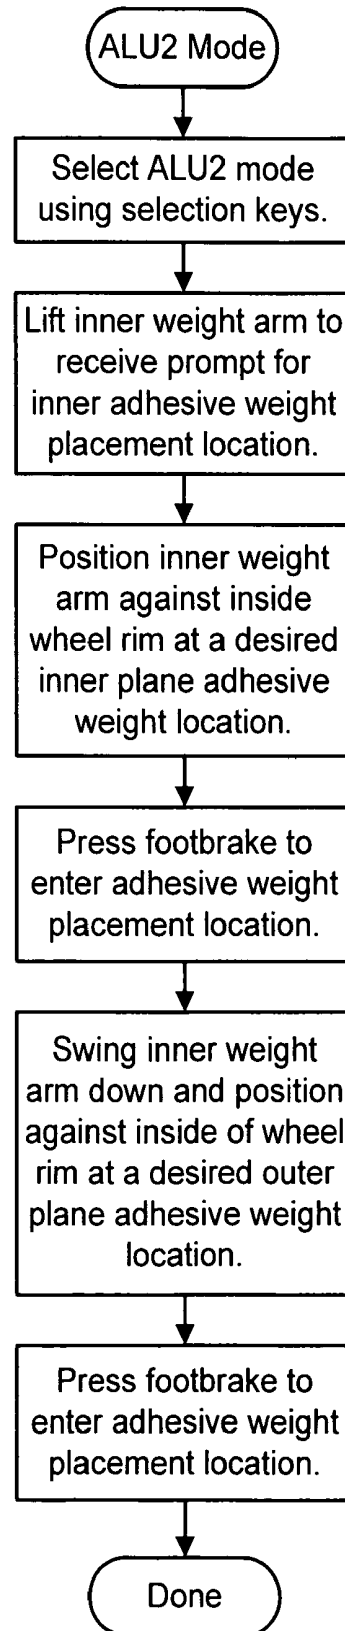 ALU2 Mode
Select ALU2 mode
using selection keys.
Lift inner weight arm to
receive prompt for
inner adhesive weight
placement location.
Position inner weight
arm against inside
wheel rim at a desired
inner plane adhesive
weight location.
Press footbrake to
enter adhesive weight
placement location.
Swing inner weight
arm down and position
against inside of wheel
rim at a desired outer
plane adhesive weight
location.
Press footbrake to
enter adhesive weight
placement location.
Done